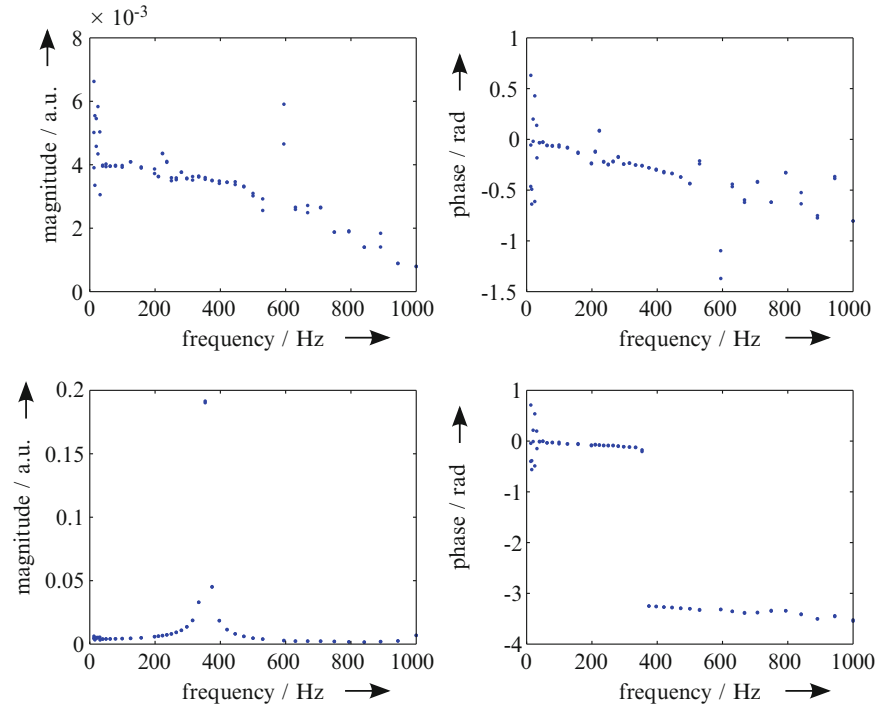 × 10⁻³
8
6
4
2
0
magnitude / a.u.
0 200 400 600 800 1000
frequency / Hz
1
0.5
0
-0.5
-1
-1.5
phase / rad
0 200 400 600 800 1000
frequency / Hz
0.2
0.15
0.1
0.05
0
magnitude / a.u.
0 200 400 600 800 1000
frequency / Hz
1
0
-1
-2
-3
-4
phase / rad
0 200 400 600 800 1000
frequency / Hz